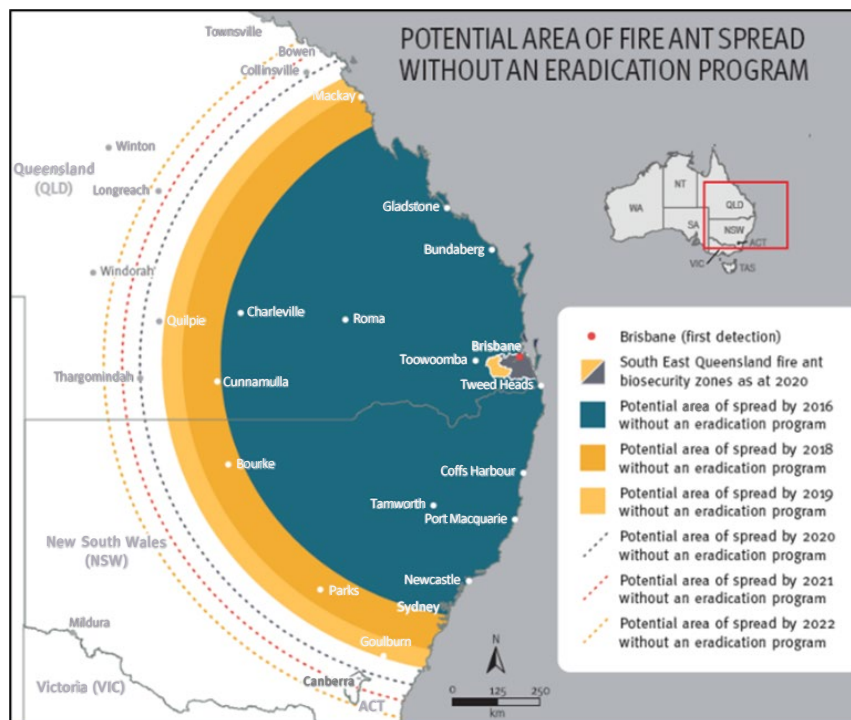 POTENTIAL AREA OF FIRE ANT SPREAD
WITHOUT AN ERADICATION PROGRAM
Townsville
Bowen
Collinsville
Mackay
Winton
Queensland
(QLD)
Longreach
Gladstone
Bundaberg
Windorah
Charleville
Roma
Quilpie
Brisbane
Toowoomba
Thargomindah
Cunnamulla
Tweed Heads
Bourke
Coffs Harbour
Tamworth
Port Macquarie
New South Wales
(NSW)
Newcastle
Parks
Sydney
Mildura
Goulburn
Canberra
Victoria (VIC)
ACT
NT
QLD
WA
SA
NSW
ACT
VIC
TAS
Brisbane (first detection)
South East Queensland fire ant
biosecurity zones as at 2020
Potential area of spread by 2016
without an eradication program
Potential area of spread by 2018
without an eradication program
Potential area of spread by 2019
without an eradication program
Potential area of spread by 2020
without an eradication program
Potential area of spread by 2021
without an eradication program
Potential area of spread by 2022
without an eradication program
N
0 125 250
km